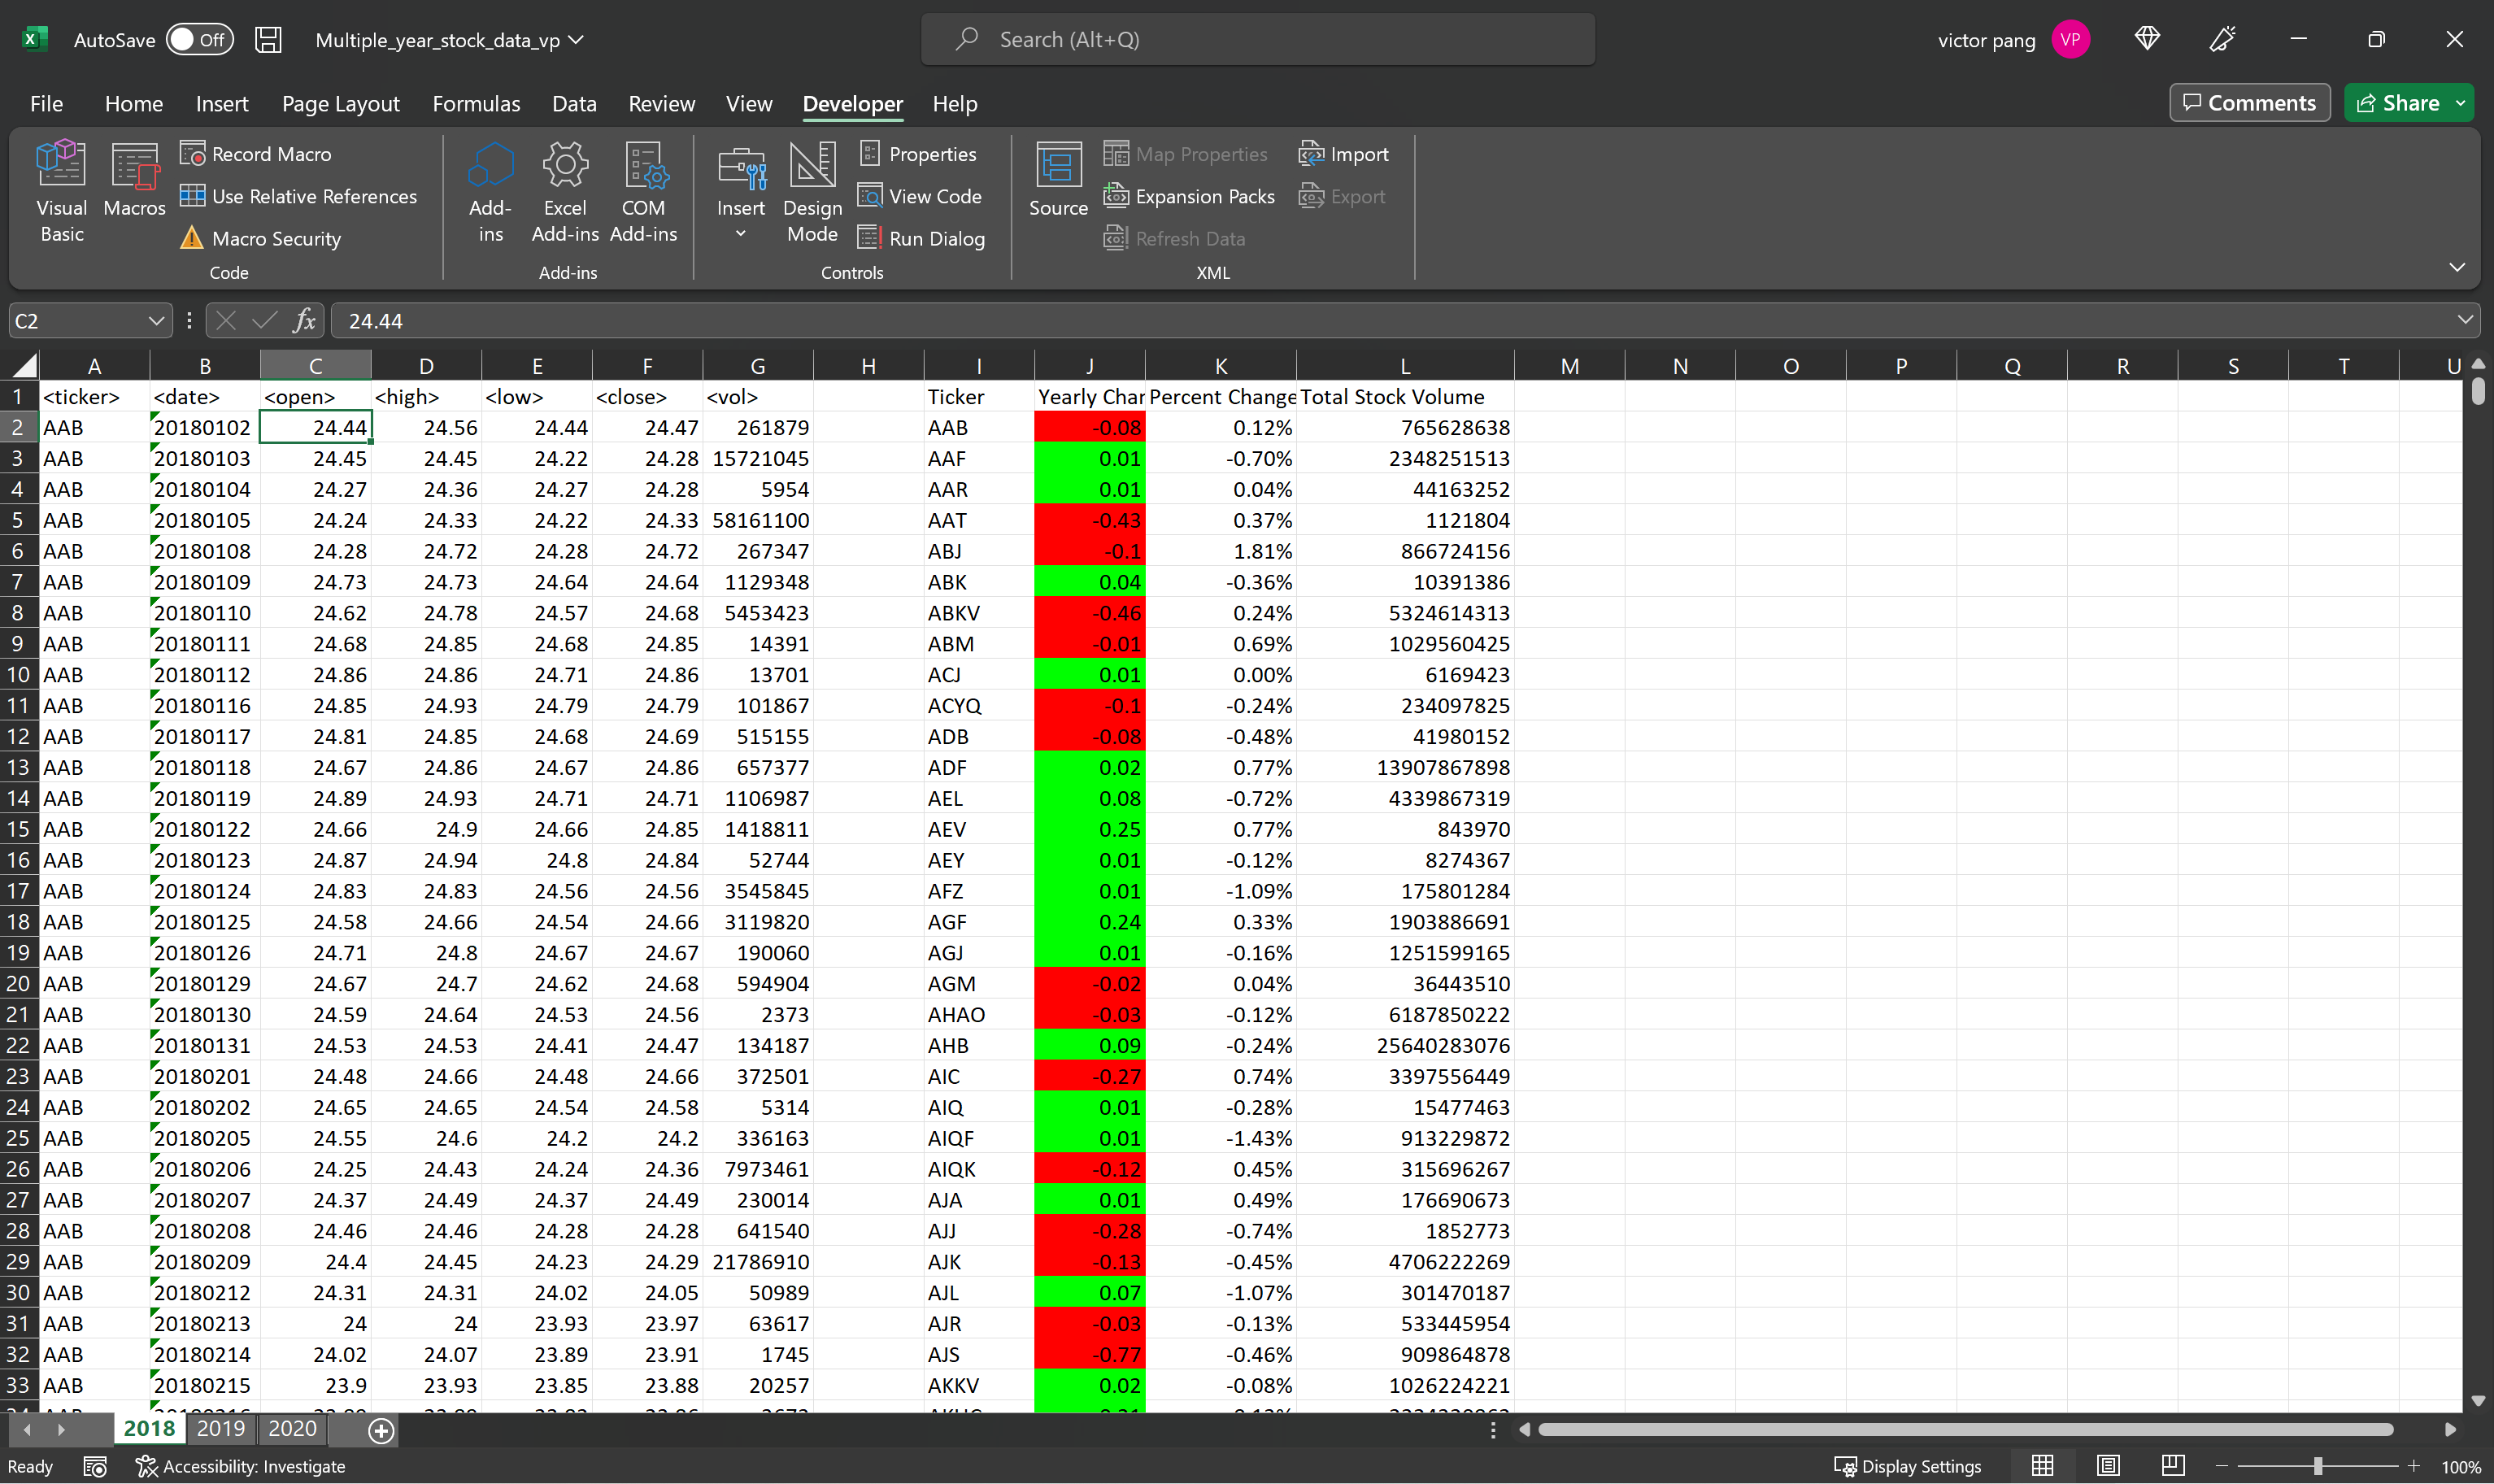 AutoSave Off Multiple_year_stock_data_vp Search (Alt+Q) victor pang VP
File Home Insert Page Layout Formulas Data Review View Developer Help Comments Share
Visual Basic Macros Record Macro Use Relative References Macro Security Code
Add-ins Excel Add-ins COM Add-ins Add-ins
Insert Design Mode Properties View Code Run Dialog Controls
Source Map Properties Expansion Packs Refresh Data Import Export XML
C2 fx 24.44
A B C D E F G H I J K L M N O P Q R S T U
1 <ticker> <date> <open> <high> <low> <close> <vol> Ticker Yearly Char Percent Change Total Stock Volume
2 AAB 20180102 24.44 24.56 24.44 24.47 261879 AAB -0.08 0.12% 765628638
3 AAB 20180103 24.45 24.45 24.22 24.28 15721045 AAF 0.01 -0.70% 2348251513
4 AAB 20180104 24.27 24.36 24.27 24.28 5954 AAR 0.01 0.04% 44163252
5 AAB 20180105 24.24 24.33 24.22 24.33 58161100 AAT -0.43 0.37% 1121804
6 AAB 20180108 24.28 24.72 24.28 24.72 267347 ABJ -0.1 1.81% 866724156
7 AAB 20180109 24.73 24.73 24.64 24.64 1129348 ABK 0.04 -0.36% 10391386
8 AAB 20180110 24.62 24.78 24.57 24.68 5453423 ABKV -0.46 0.24% 5324614313
9 AAB 20180111 24.68 24.85 24.68 24.85 14391 ABM -0.01 0.69% 1029560425
10 AAB 20180112 24.86 24.86 24.71 24.86 13701 ACJ 0.01 0.00% 6169423
11 AAB 20180116 24.85 24.93 24.79 24.79 101867 ACYQ -0.1 -0.24% 234097825
12 AAB 20180117 24.81 24.85 24.68 24.69 515155 ADB -0.08 -0.48% 41980152
13 AAB 20180118 24.67 24.86 24.67 24.86 657377 ADF 0.02 0.77% 13907867898
14 AAB 20180119 24.89 24.93 24.71 24.71 1106987 AEL 0.08 -0.72% 4339867319
15 AAB 20180122 24.66 24.9 24.66 24.85 1418811 AEV 0.25 0.77% 843970
16 AAB 20180123 24.87 24.94 24.8 24.84 52744 AEY 0.01 -0.12% 8274367
17 AAB 20180124 24.83 24.83 24.56 24.56 3545845 AFZ 0.01 -1.09% 175801284
18 AAB 20180125 24.58 24.66 24.54 24.66 3119820 AGF 0.24 0.33% 1903886691
19 AAB 20180126 24.71 24.8 24.67 24.67 190060 AGJ 0.01 -0.16% 1251599165
20 AAB 20180129 24.67 24.7 24.62 24.68 594904 AGM -0.02 0.04% 36443510
21 AAB 20180130 24.59 24.64 24.53 24.56 2373 AHAO -0.03 -0.12% 6187850222
22 AAB 20180131 24.53 24.53 24.41 24.47 134187 AHB 0.09 -0.24% 25640283076
23 AAB 20180201 24.48 24.66 24.48 24.66 372501 AIC -0.27 0.74% 3397556449
24 AAB 20180202 24.65 24.65 24.54 24.58 5314 AIQ 0.01 -0.28% 15477463
25 AAB 20180205 24.55 24.6 24.2 24.2 336163 AIQF 0.01 -1.43% 913229872
26 AAB 20180206 24.25 24.43 24.24 24.36 7973461 AIQK -0.12 0.45% 315696267
27 AAB 20180207 24.37 24.49 24.37 24.49 230014 AJA 0.01 0.49% 176690673
28 AAB 20180208 24.46 24.46 24.28 24.28 641540 AJJ -0.28 -0.74% 1852773
29 AAB 20180209 24.4 24.45 24.23 24.29 21786910 AJK -0.13 -0.45% 4706222269
30 AAB 20180212 24.31 24.31 24.02 24.05 50989 AJL 0.07 -1.07% 301470187
31 AAB 20180213 24 24 23.93 23.97 63617 AJR -0.03 -0.13% 533445954
32 AAB 20180214 24.02 24.07 23.89 23.91 1745 AJS -0.77 -0.46% 909864878
33 AAB 20180215 23.9 23.93 23.85 23.88 20257 AKKV 0.02 -0.08% 1026224221
2018 2019 2020
Ready Accessibility: Investigate Display Settings 100%